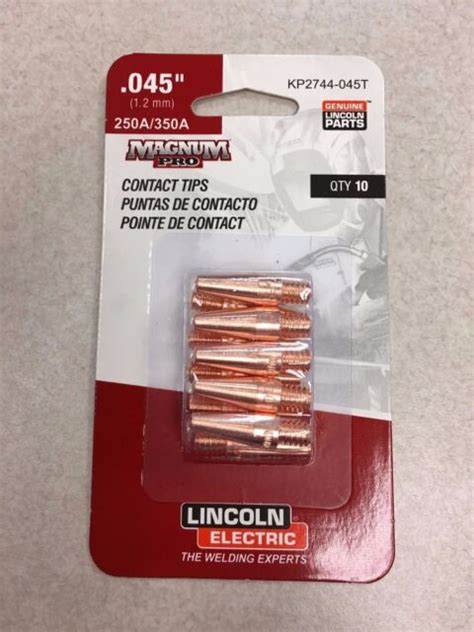 .045"
(1.2 mm)
250A/350A
KP2744-045T
GENUINE
LINCOLN
PARTS
MAGNUM
PRO
CONTACT TIPS
PUNTAS DE CONTACTO
POINTE DE CONTACT
QTY 10
LINCOLN
ELECTRIC
THE WELDING EXPERTS